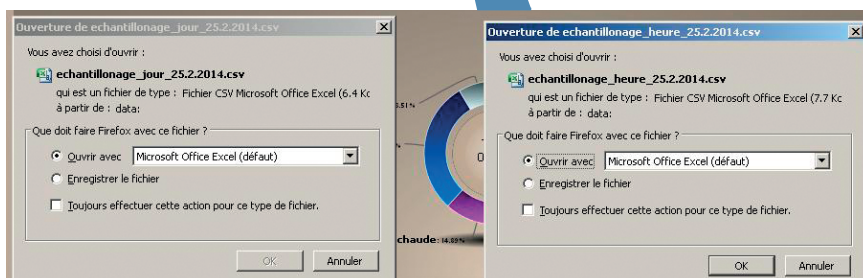 Ouverture de echantillonage_jour_25.2.2014.csv
Vous avez choisi d'ouvrir :
echantillonage_jour_25.2.2014.csv
qui est un fichier de type : Fichier CSV Microsoft Office Excel (6.4 Kc
à partir de : data:
Que doit faire Firefox avec ce fichier ?
Ouvrir avec
Microsoft Office Excel (défaut)
Enregistrer le fichier
Toujours effectuer cette action pour ce type de fichier.
OK
Annuler
chaude: 14.89%
Ouverture de echantillonage_heure_25.2.2014.csv
Vous avez choisi d'ouvrir :
echantillonage_heure_25.2.2014.csv
qui est un fichier de type : Fichier CSV Microsoft Office Excel (7.7 Kc
à partir de : data:
Que doit faire Firefox avec ce fichier ?
Ouvrir avec
Microsoft Office Excel (défaut)
Enregistrer le fichier
Toujours effectuer cette action pour ce type de fichier.
OK
Annuler